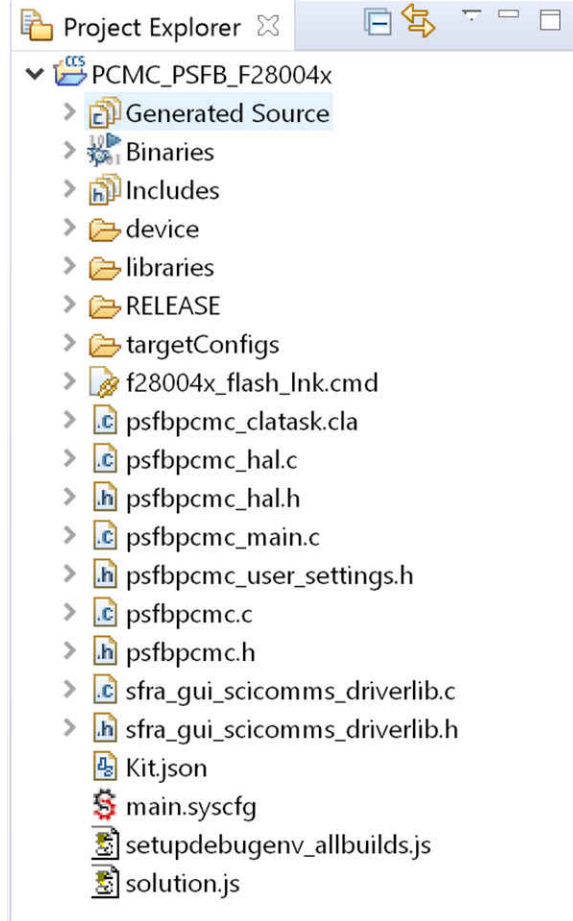 Project Explorer
PCMC_PSFB_F28004x
Generated Source
Binaries
Includes
device
libraries
RELEASE
targetConfigs
f28004x_flash_lnk.cmd
psfbpcmc_clatask.cla
psfbpcmc_hal.c
psfbpcmc_hal.h
psfbpcmc_main.c
psfbpcmc_user_settings.h
psfbpcmc.c
psfbpcmc.h
sfra_gui_scicomms_driverlib.c
sfra_gui_scicomms_driverlib.h
Kit.json
main.syscfg
setupdebugenv_allbuilds.js
solution.js